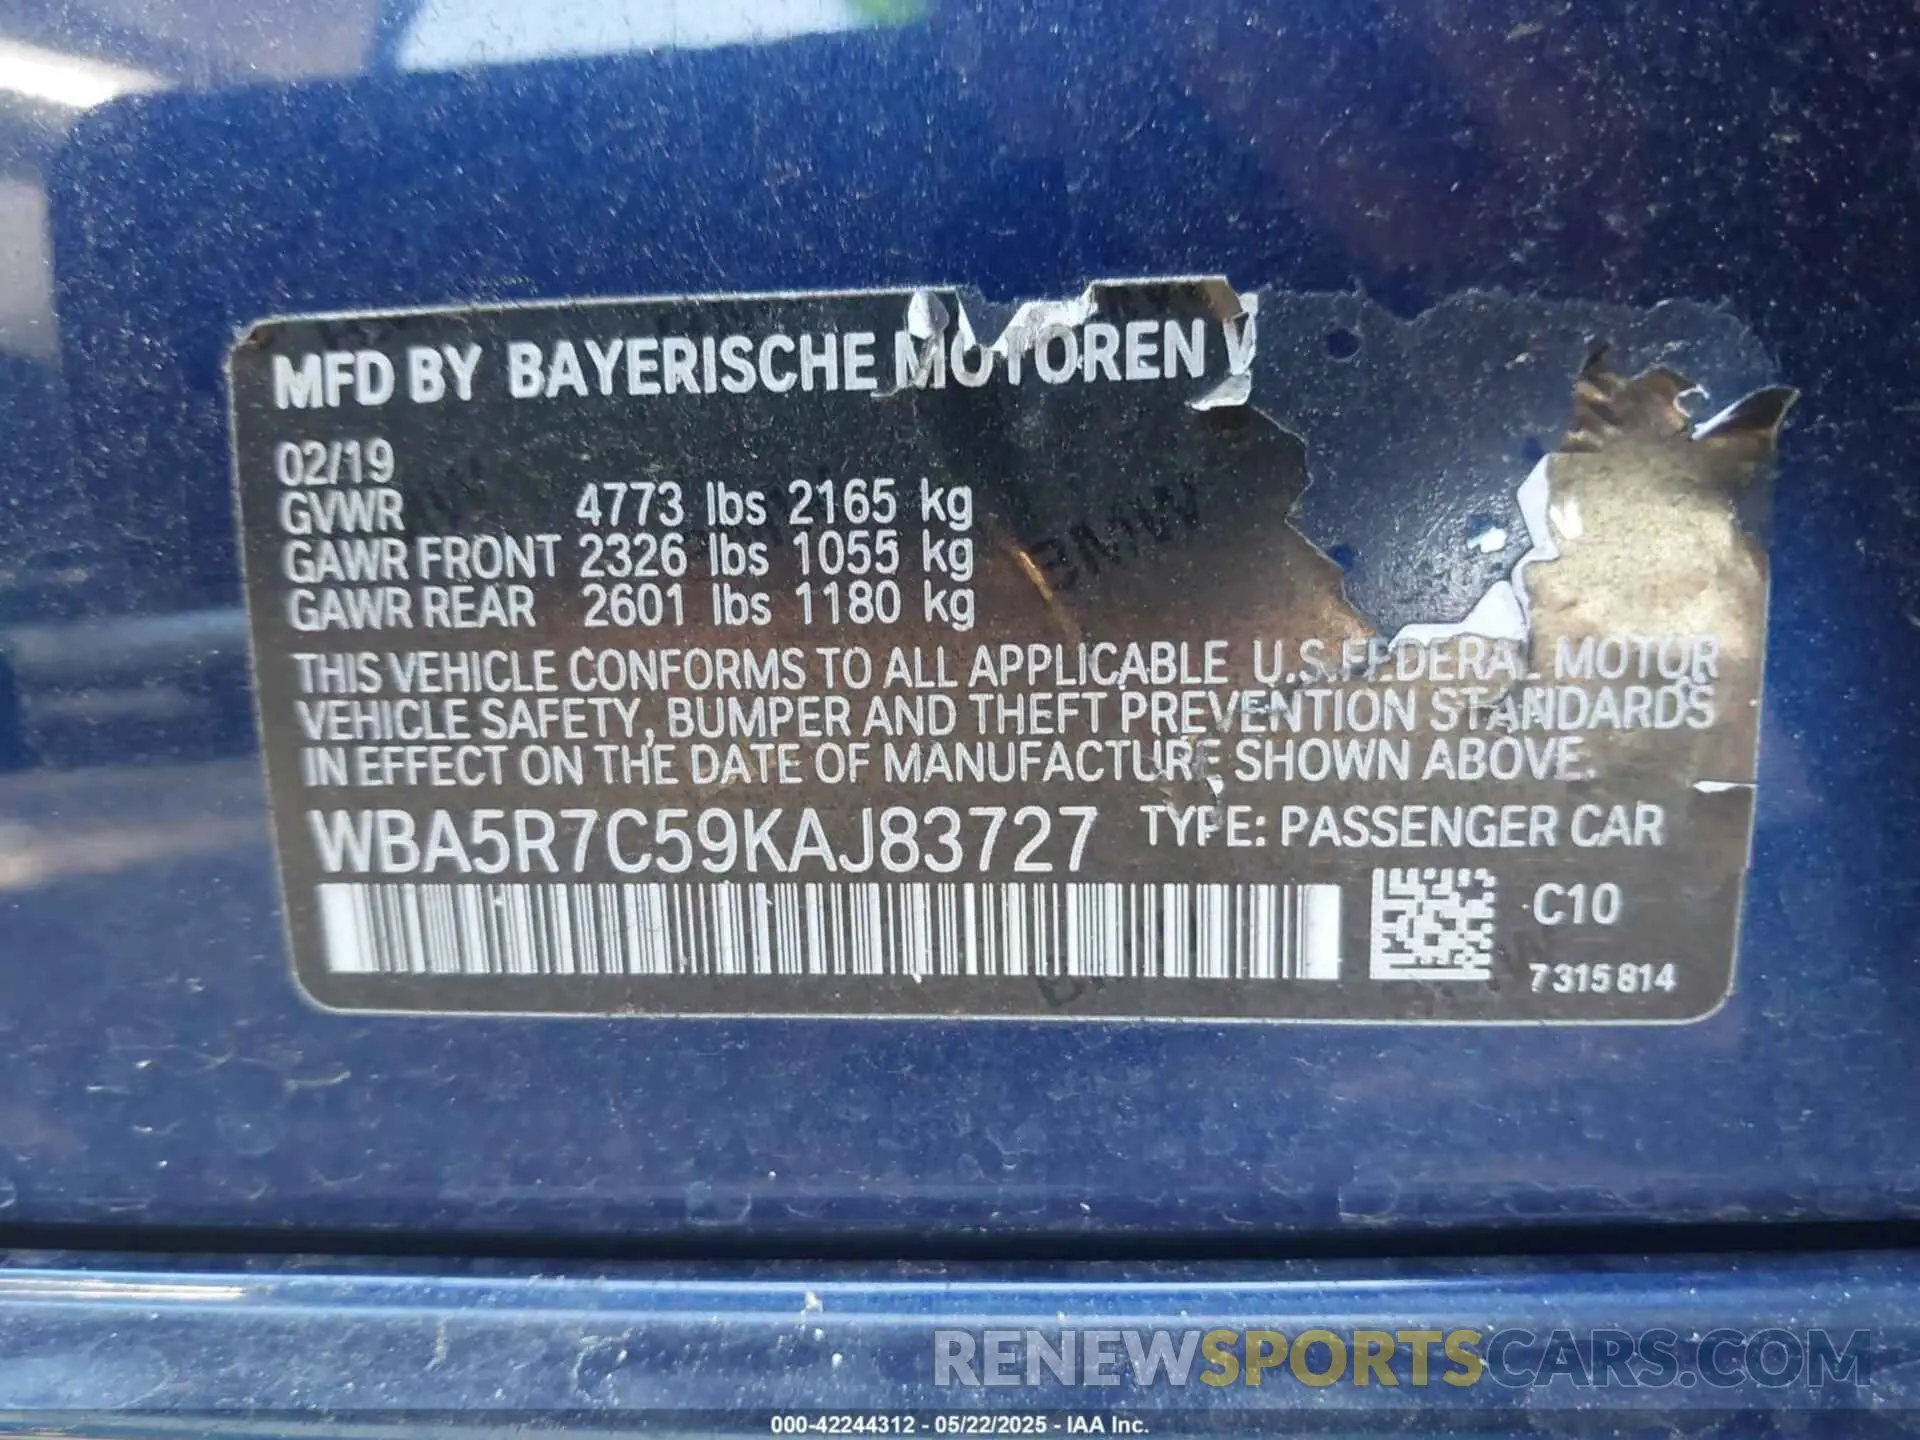 MFD BY BAYERISCHE MOTOREN W
02/19
GVWR 4773 lbs 2165 kg
GAWR FRONT 2326 lbs 1055 kg
GAWR REAR 2601 lbs 1180 kg
THIS VEHICLE CONFORMS TO ALL APPLICABLE U.S.FEDERAL MOTOR
VEHICLE SAFETY, BUMPER AND THEFT PREVENTION STANDARDS
IN EFFECT ON THE DATE OF MANUFACTURE SHOWN ABOVE.
WBA5R7C59KAJ83727 TYPE: PASSENGER CAR
C10
7315814
RENEWSPORTSCARS.COM
000-42244312 - 05/22/2025 - IAA Inc.